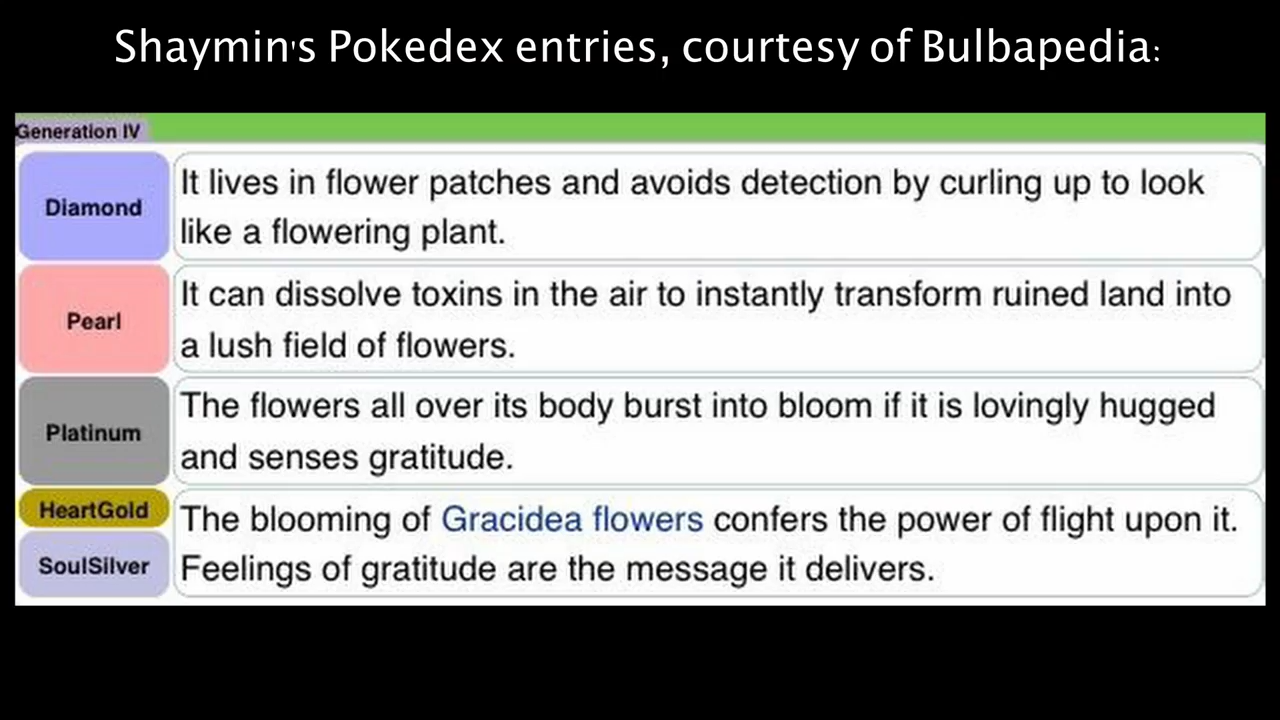 Shaymin's Pokedex entries, courtesy of Bulbapedia:
Generation IV
Diamond
It lives in flower patches and avoids detection by curling up to look
like a flowering plant.
Pearl
It can dissolve toxins in the air to instantly transform ruined land into
a lush field of flowers.
Platinum
The flowers all over its body burst into bloom if it is lovingly hugged
and senses gratitude.
HeartGold
SoulSilver
The blooming of Gracidea flowers confers the power of flight upon it.
Feelings of gratitude are the message it delivers.